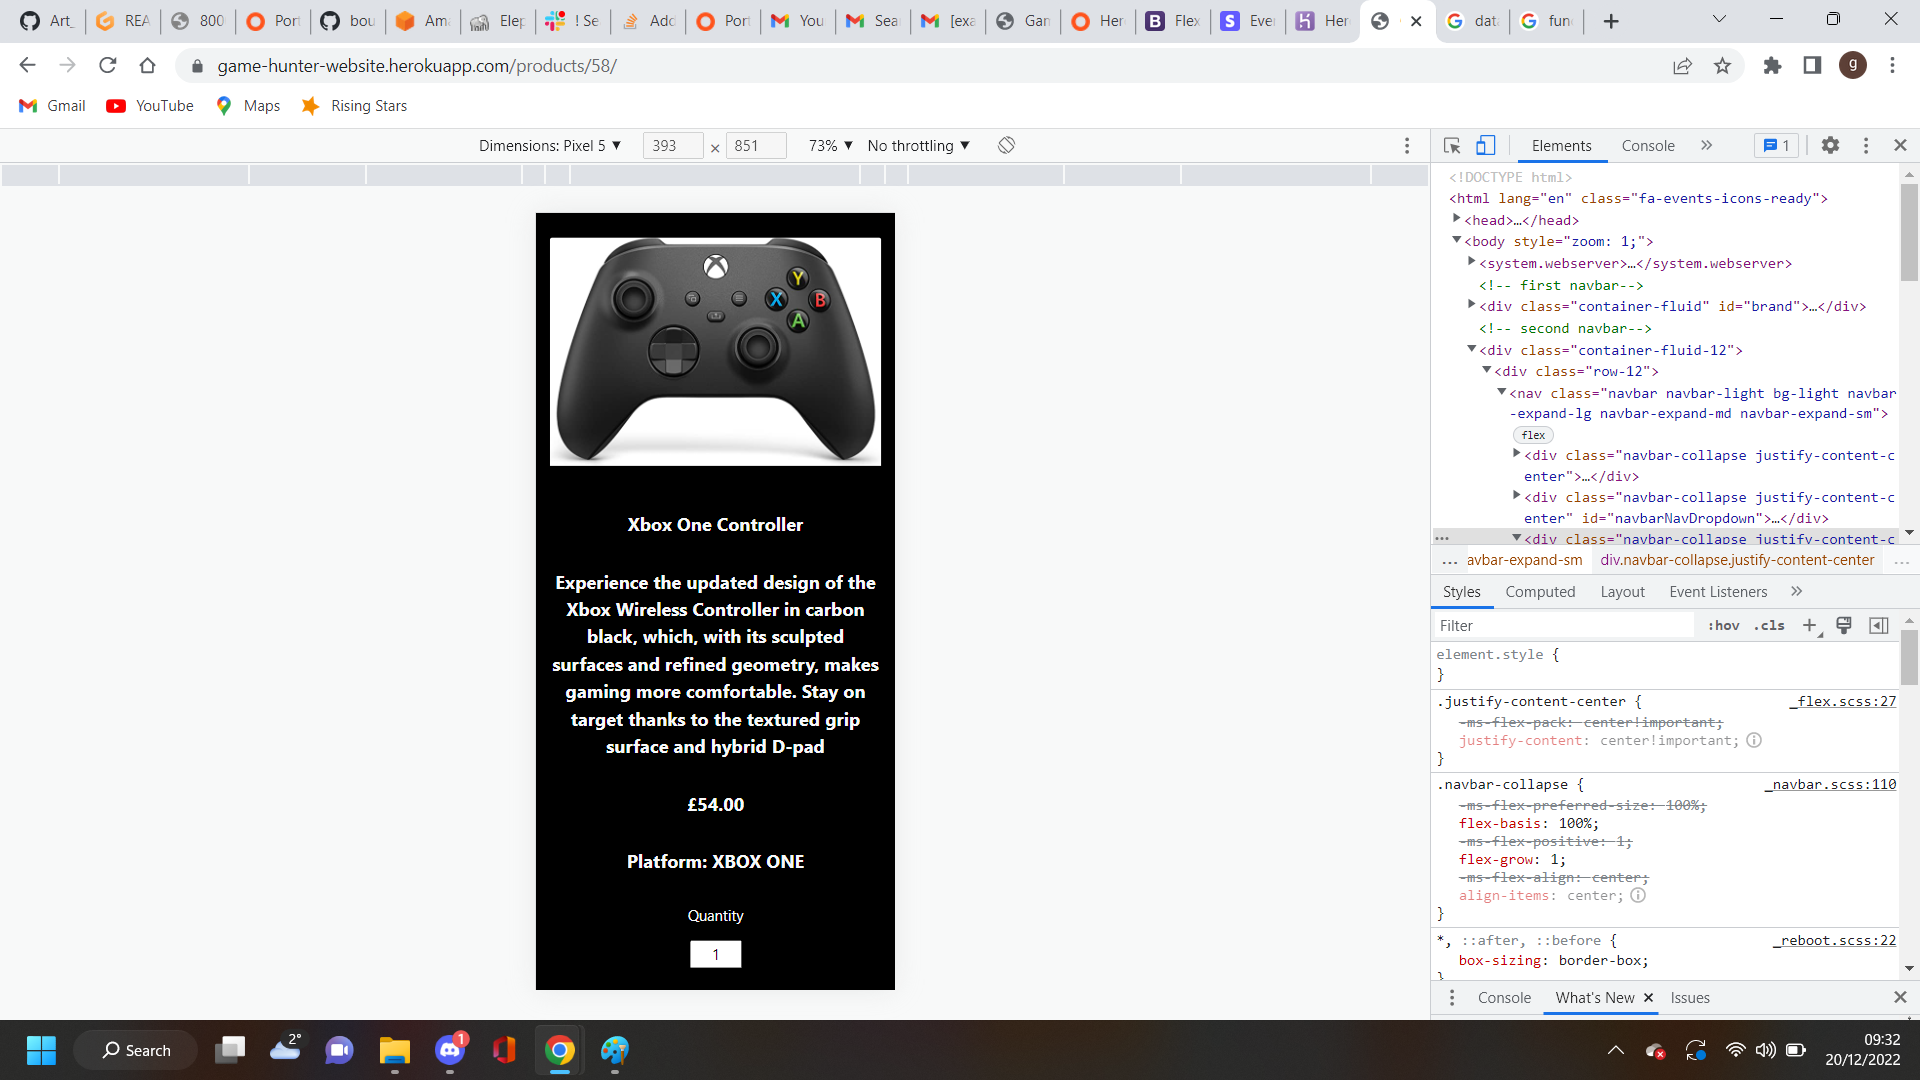 Art_
REA
800
Port
bou
Ama
Elep
! Se
Add
Port
You
Sea
[exa
Gam
Her
Flex
Eve
Her
dat
fun
game-hunter-website.herokuapp.com/products/58/
g
Gmail
YouTube
Maps
Rising Stars
Dimensions: Pixel 5 ▼ 393 × 851 73% ▼ No throttling ▼
Elements Console » 1
Y
X B
A
Xbox One Controller
Experience the updated design of the
Xbox Wireless Controller in carbon
black, which, with its sculpted
surfaces and refined geometry, makes
gaming more comfortable. Stay on
target thanks to the textured grip
surface and hybrid D-pad
£54.00
Platform: XBOX ONE
Quantity
1
<!DOCTYPE html>
<html lang="en" class="fa-events-icons-ready">
<head>…</head>
<body style="zoom: 1;">
<system.webserver>…</system.webserver>
<!-- first navbar-->
<div class="container-fluid" id="brand">…</div>
<!-- second navbar-->
<div class="container-fluid-12">
<div class="row-12">
<nav class="navbar navbar-light bg-light navbar
-expand-lg navbar-expand-md navbar-expand-sm">
flex
<div class="navbar-collapse justify-content-c
enter">…</div>
<div class="navbar-collapse justify-content-c
enter" id="navbarNavDropdown">…</div>
<div class="navbar-collapse justify-content-c
… avbar-expand-sm div.navbar-collapse.justify-content-center …
Styles Computed Layout Event Listeners »
Filter :hov .cls +
element.style {
}
.justify-content-center { _flex.scss:27
-ms-flex-pack: center!important;
justify-content: center!important;
}
.navbar-collapse { _navbar.scss:110
-ms-flex-preferred-size: 100%;
flex-basis: 100%;
-ms-flex-positive: 1;
flex-grow: 1;
-ms-flex-align: center;
align-items: center;
}
*, ::after, ::before { _reboot.scss:22
box-sizing: border-box;
}
Console What's New × Issues
Search
2°
1
09:32
20/12/2022